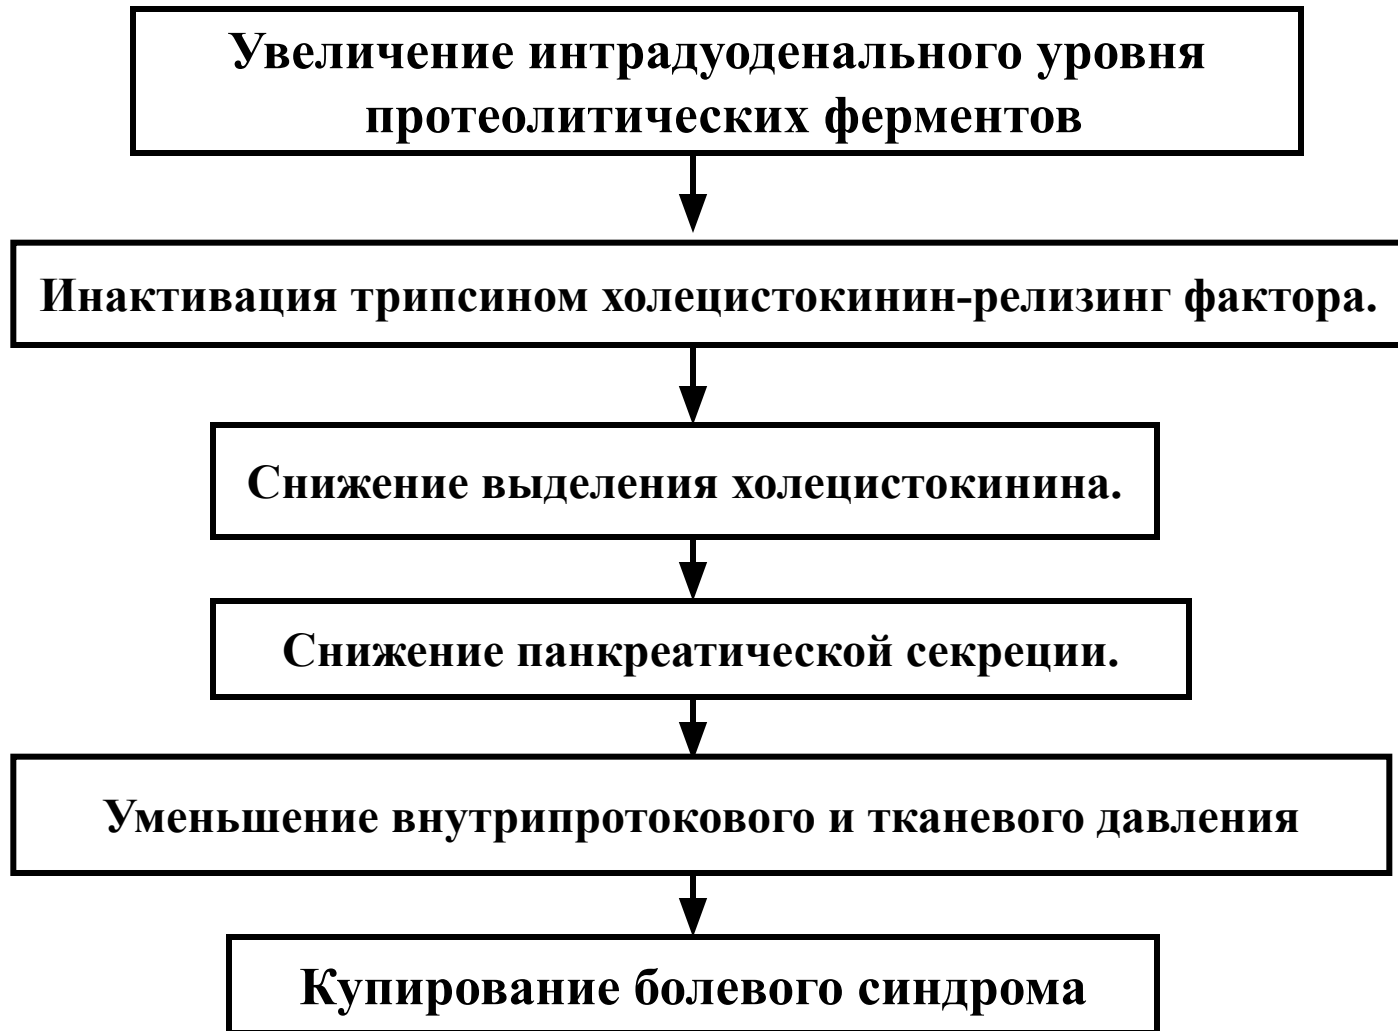 Увеличение интрадуоденального уровня
протеолитических ферментов
Инактивация трипсином холецистокинин-релизинг фактора.
Снижение выделения холецистокинина.
Снижение панкреатической секреции.
Уменьшение внутрипротокового и тканевого давления
Купирование болевого синдрома